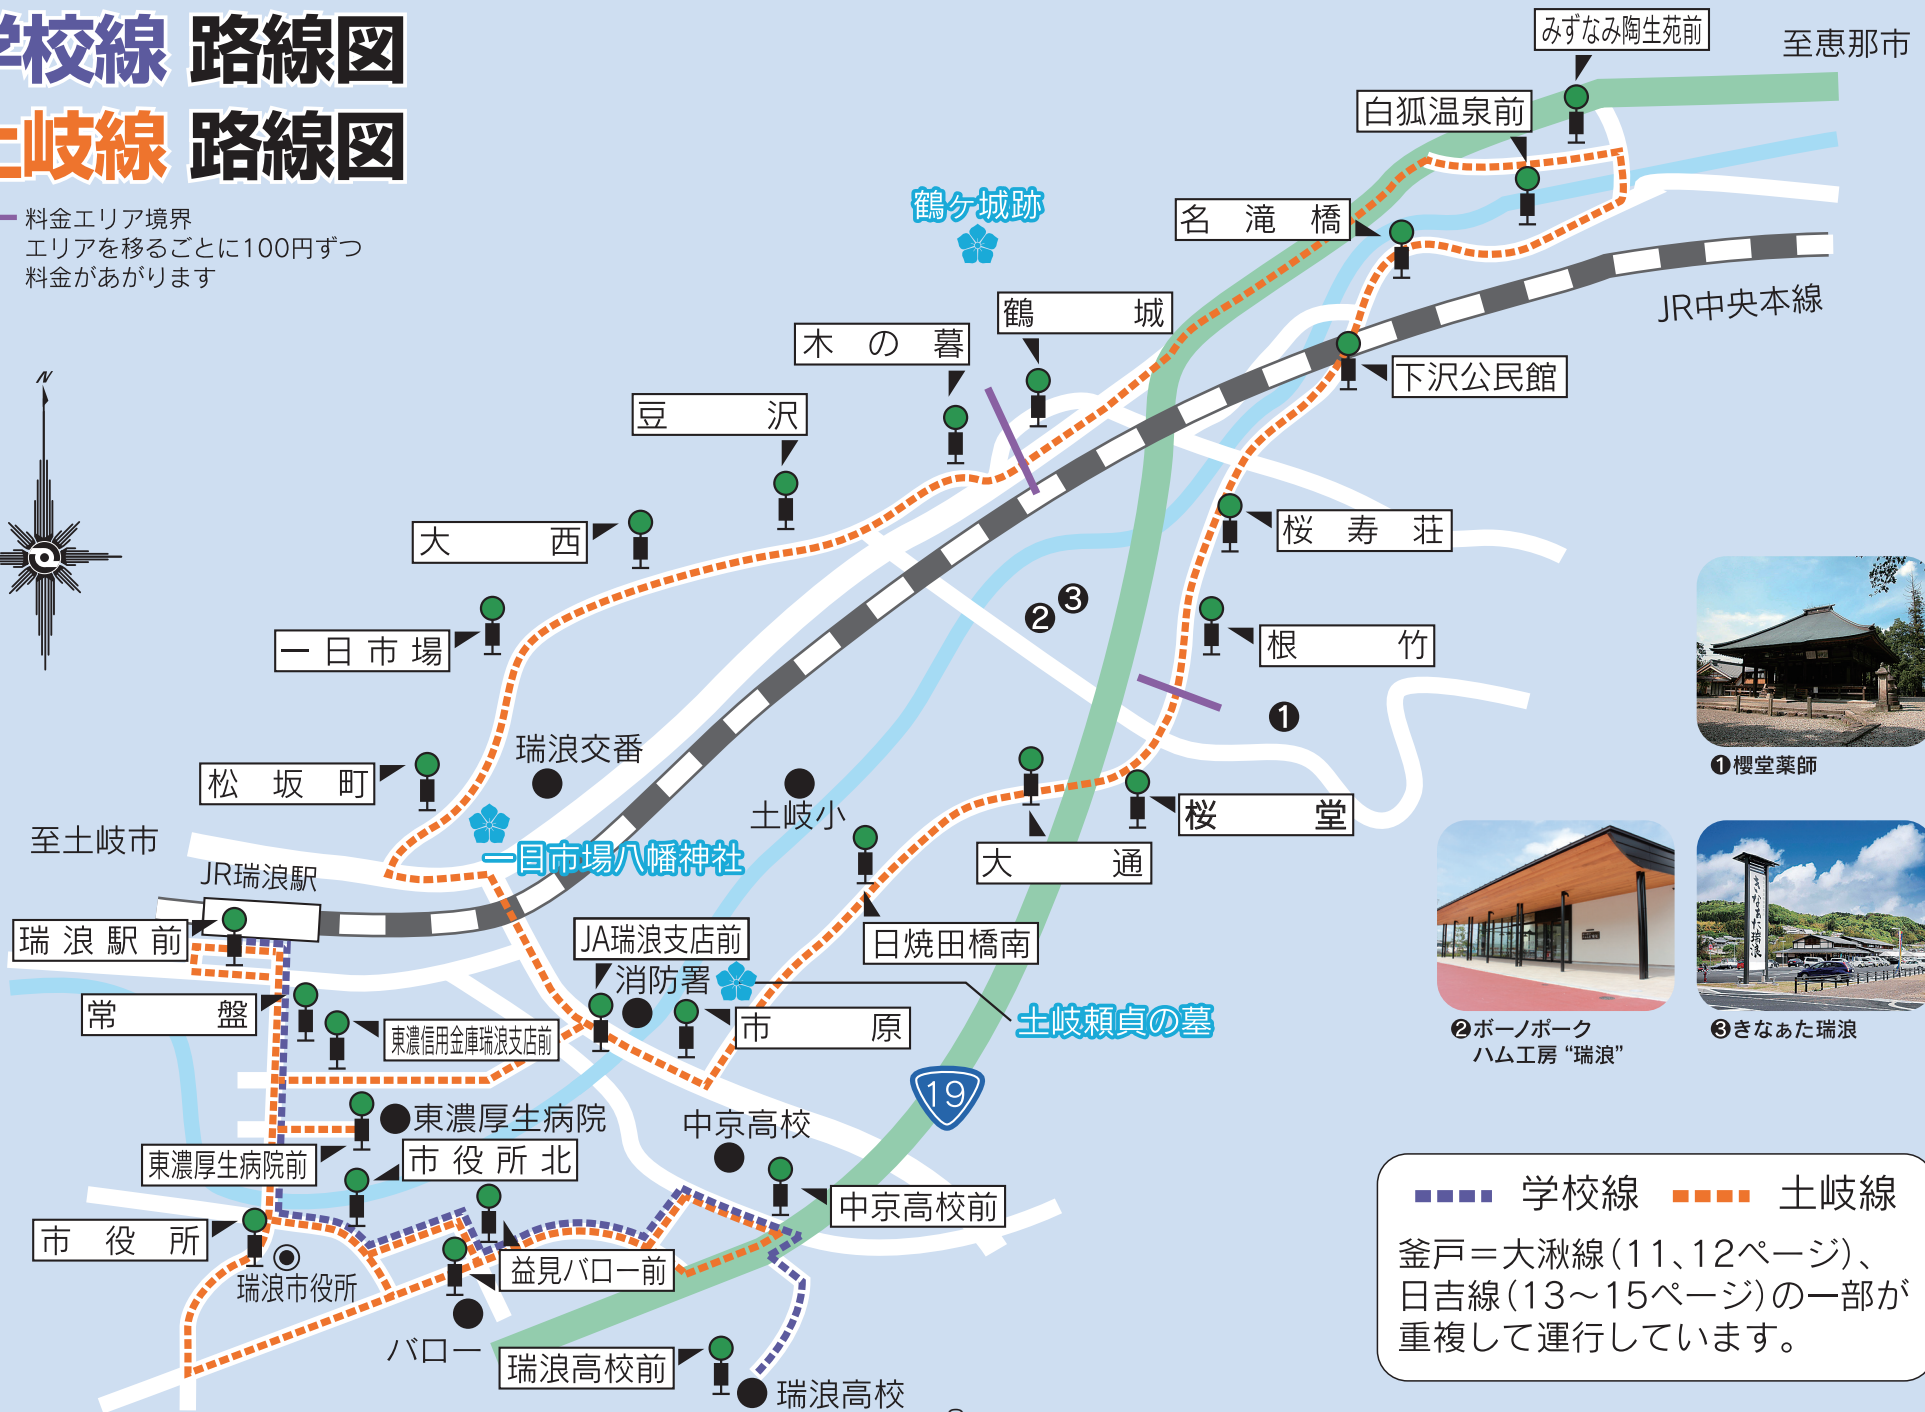 学校線 路線図
土岐線 路線図
料金エリア境界
エリアを移るごとに100円ずつ
料金があがります
N
みずなみ陶生苑前
至恵那市
白狐温泉前
名滝橋
鶴ヶ城跡
JR中央本線
鶴城
木の暮
下沢公民館
豆沢
大西
桜寿荘
一日市場
根竹
❷
❸
❶
瑞浪交番
松坂町
土岐小
桜堂
大通
至土岐市
一日市場八幡神社
JR瑞浪駅
瑞浪駅前
JA瑞浪支店前
日焼田橋南
消防署
常盤
市原
土岐頼貞の墓
東濃信用金庫瑞浪支店前
19
東濃厚生病院
中京高校
東濃厚生病院前
市役所北
中京高校前
市役所
瑞浪市役所
益見バロー前
バロー
瑞浪高校前
瑞浪高校
❶櫻堂薬師
きなぁた瑞浪
❷ボーノポーク
ハム工房 “瑞浪”
❸きなぁた瑞浪
学校線 土岐線
釜戸＝大湫線（11、12ページ）、
日吉線（13〜15ページ）の一部が
重複して運行しています。